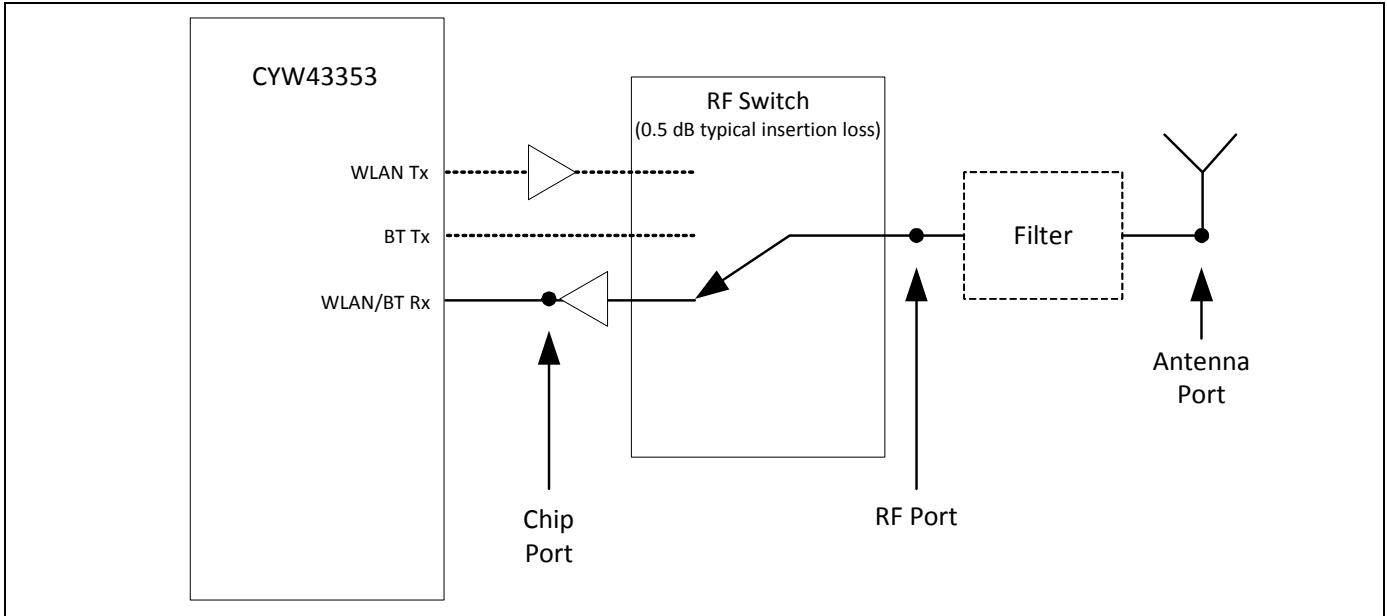 CYW43353
RF Switch
(0.5 dB typical insertion loss)
WLAN Tx
BT Tx
WLAN/BT Rx
Filter
Antenna
Port
Chip
Port
RF Port